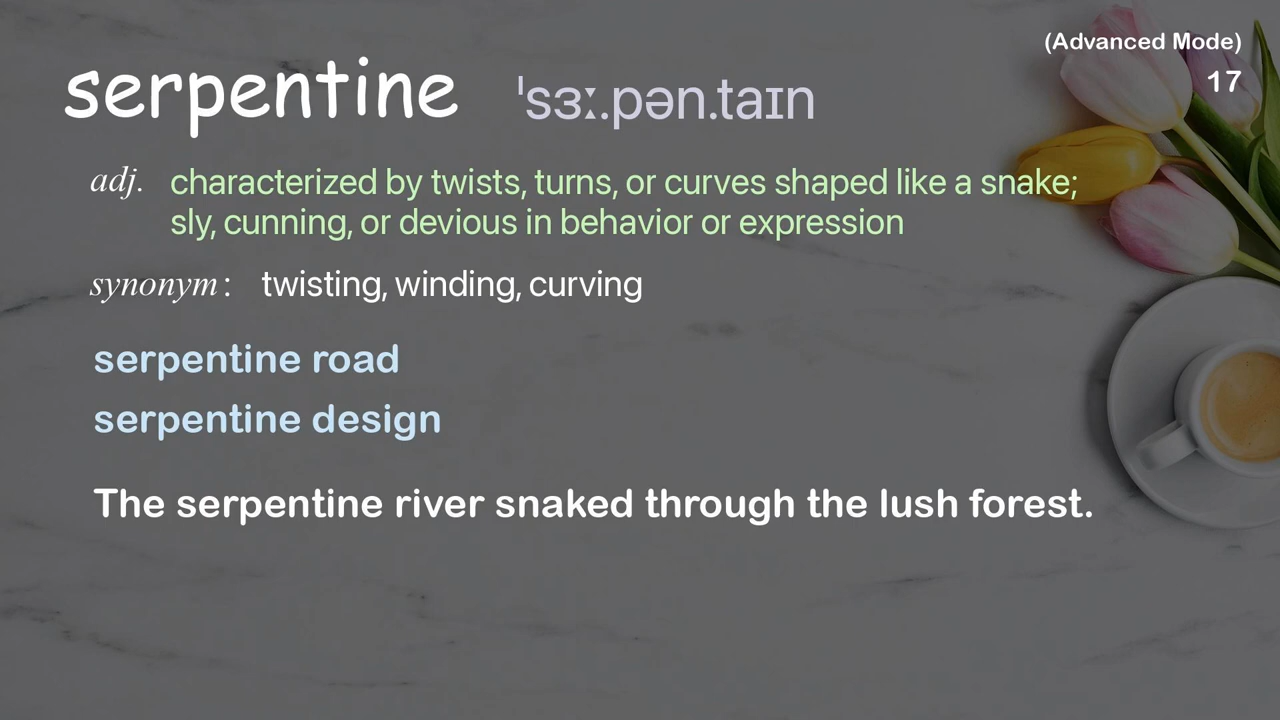 (Advanced Mode)
17
serpentine ˈsɜː.pən.taɪn
adj. characterized by twists, turns, or curves shaped like a snake;
sly, cunning, or devious in behavior or expression
synonym : twisting, winding, curving
serpentine road
serpentine design
The serpentine river snaked through the lush forest.